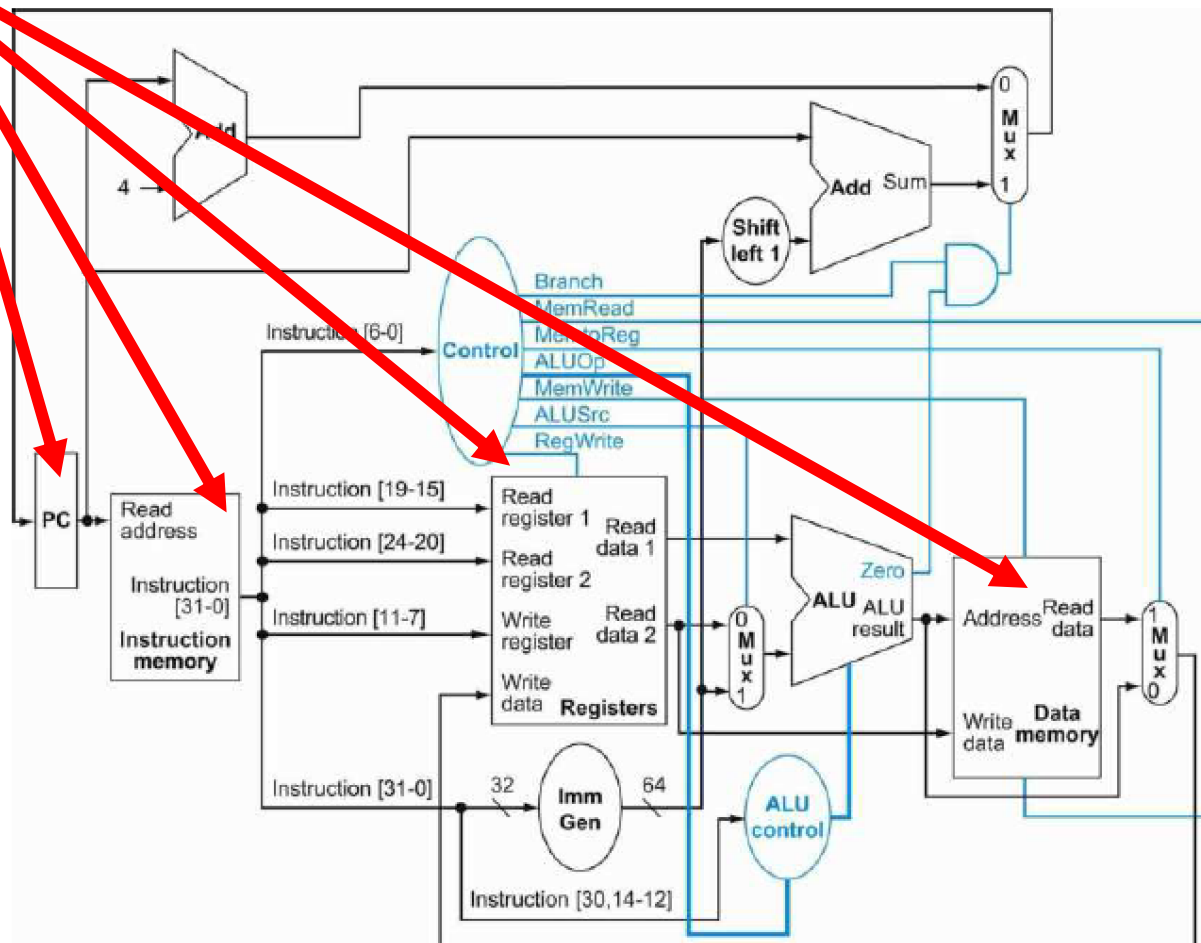 0
M
u
x
1
Add
4
Add Sum
Shift
left 1
Branch
MemRead
MemtoReg
ALUOp
MemWrite
ALUSrc
RegWrite
Instruction [6-0]
Control
Instruction [19-15]
Instruction [24-20]
Instruction [11-7]
PC
Read
address
Instruction
[31-0]
Instruction
memory
Read
register 1
Read
register 2
Write
register
Write
data
Read
data 1
Read
data 2
Registers
0
M
u
x
1
Zero
ALU
ALU
result
Address
Read
data
Write
data
Data
memory
1
M
u
x
0
Instruction [31-0]
32
Imm
Gen
64
ALU
control
Instruction [30,14-12]